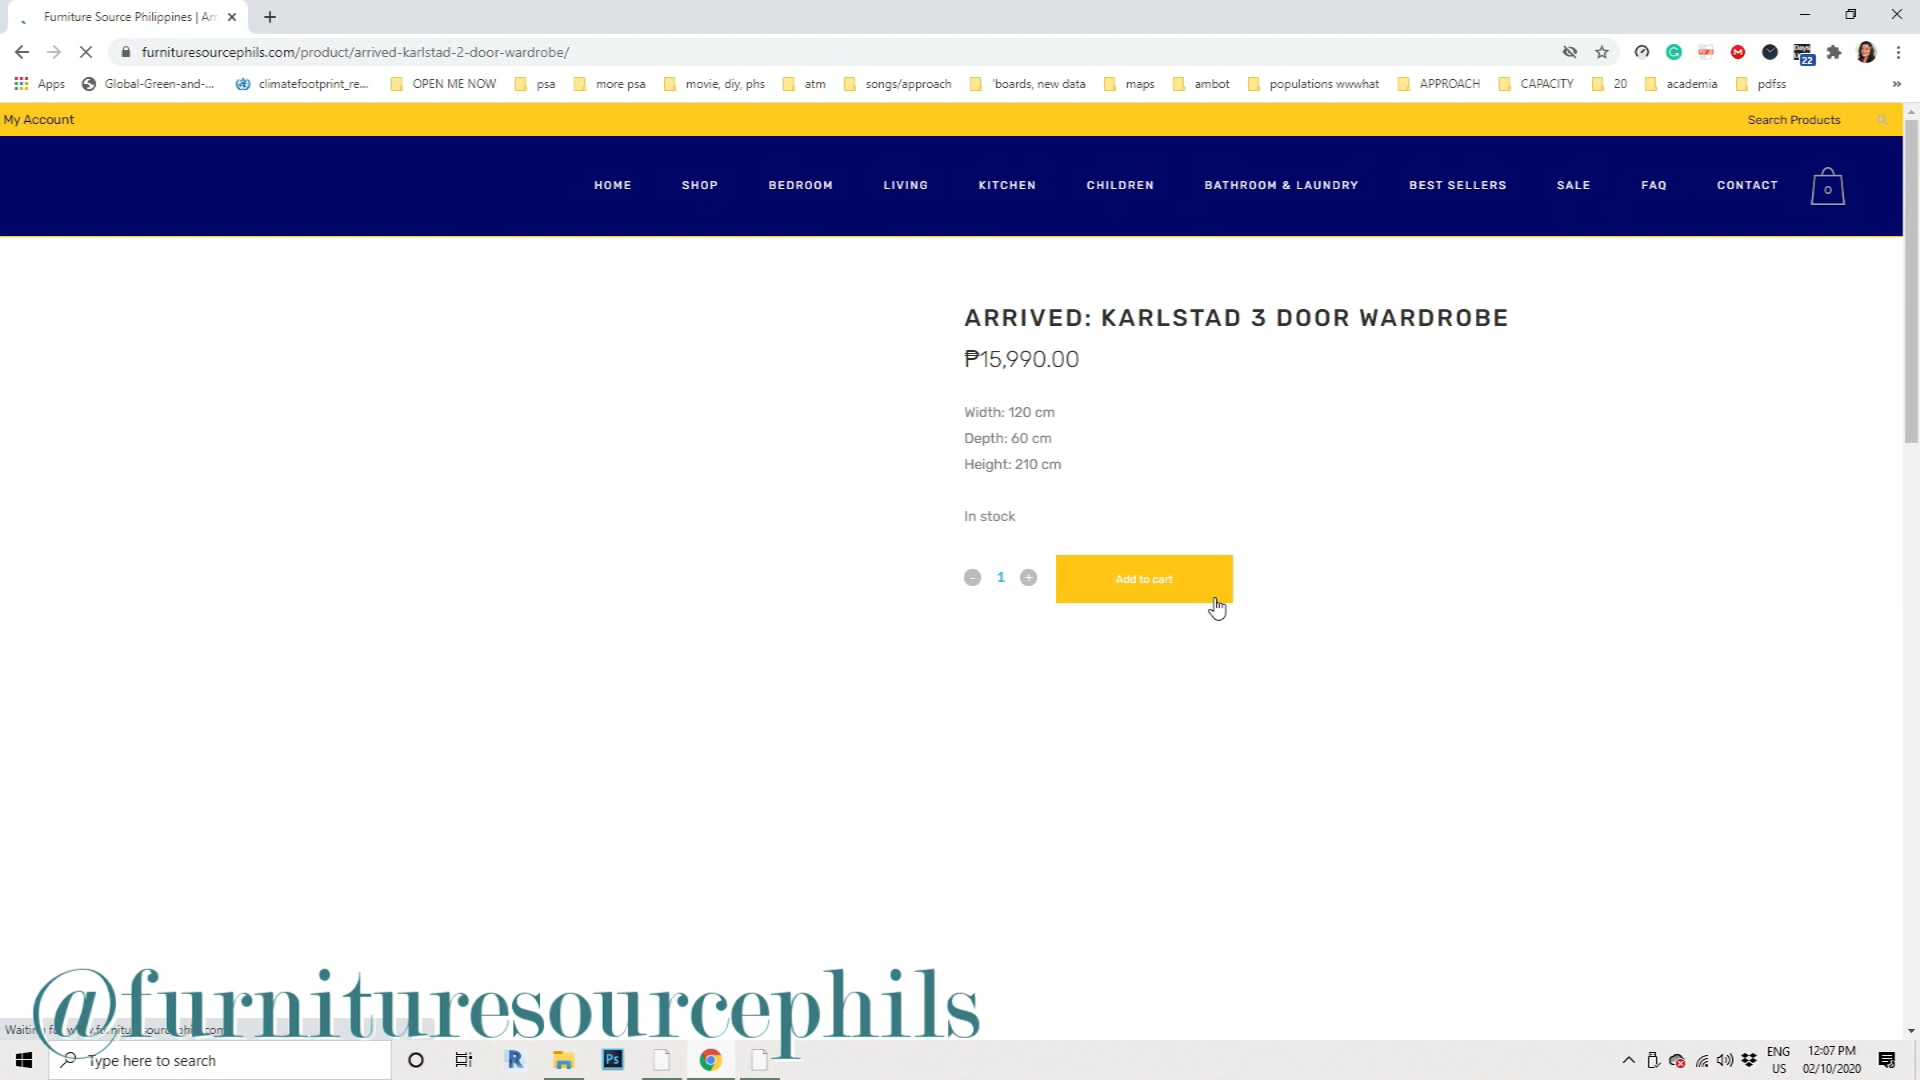 Furniture Source Philippines | Arr
furnituresourcephils.com/product/arrived-karlstad-2-door-wardrobe/
Days
22
Apps Global-Green-and-... climatefootprint_re... OPEN ME NOW psa more psa movie, diy, phs atm songs/approach 'boards, new data maps ambot populations wwwhat APPROACH CAPACITY 20 academia pdfss »
My Account Search Products
HOME SHOP BEDROOM LIVING KITCHEN CHILDREN BATHROOM & LAUNDRY BEST SELLERS SALE FAQ CONTACT 0
ARRIVED: KARLSTAD 3 DOOR WARDROBE
₱15,990.00
Width: 120 cm
Depth: 60 cm
Height: 210 cm
In stock
- 1 + Add to cart
@furnituresourcephils
Type here to search R Ps ENG 12:07 PM
US 02/10/2020